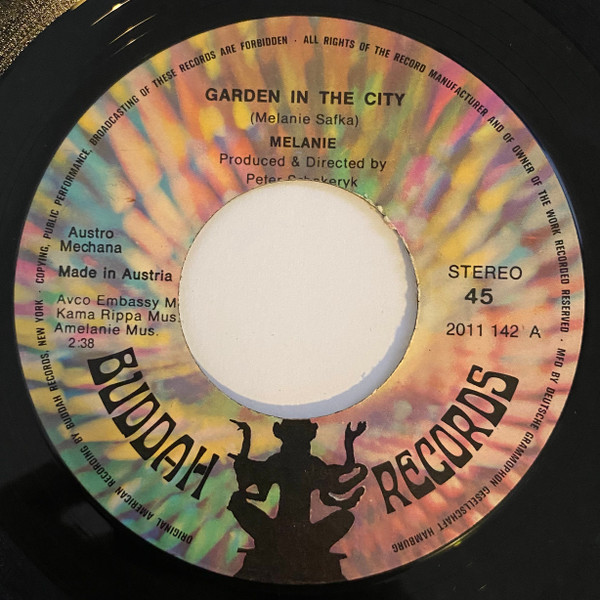 GARDEN IN THE CITY
(Melanie Safka)
MELANIE
Produced & Directed by
Peter Schekeryk
Austro
Mechana
Made in Austria
Avco Embassy M
Kama Rippa Mus.
Amelanie Mus.
2:38
STEREO
45
2011 142 A
BUDDAH RECORDS
ORIGINAL AMERICAN RECORDING BY BUDDAH RECORDS, NEW YORK · COPYING, PUBLIC PERFORMANCE, BROADCASTING OF THESE RECORDS ARE FORBIDDEN · ALL RIGHTS OF THE RECORD MANUFACTURER AND OF OWNER OF THE WORK RECORDED RESERVED · MFD BY DEUTSCHE GRAMMOPHON GESELLSCHAFT HAMBURG